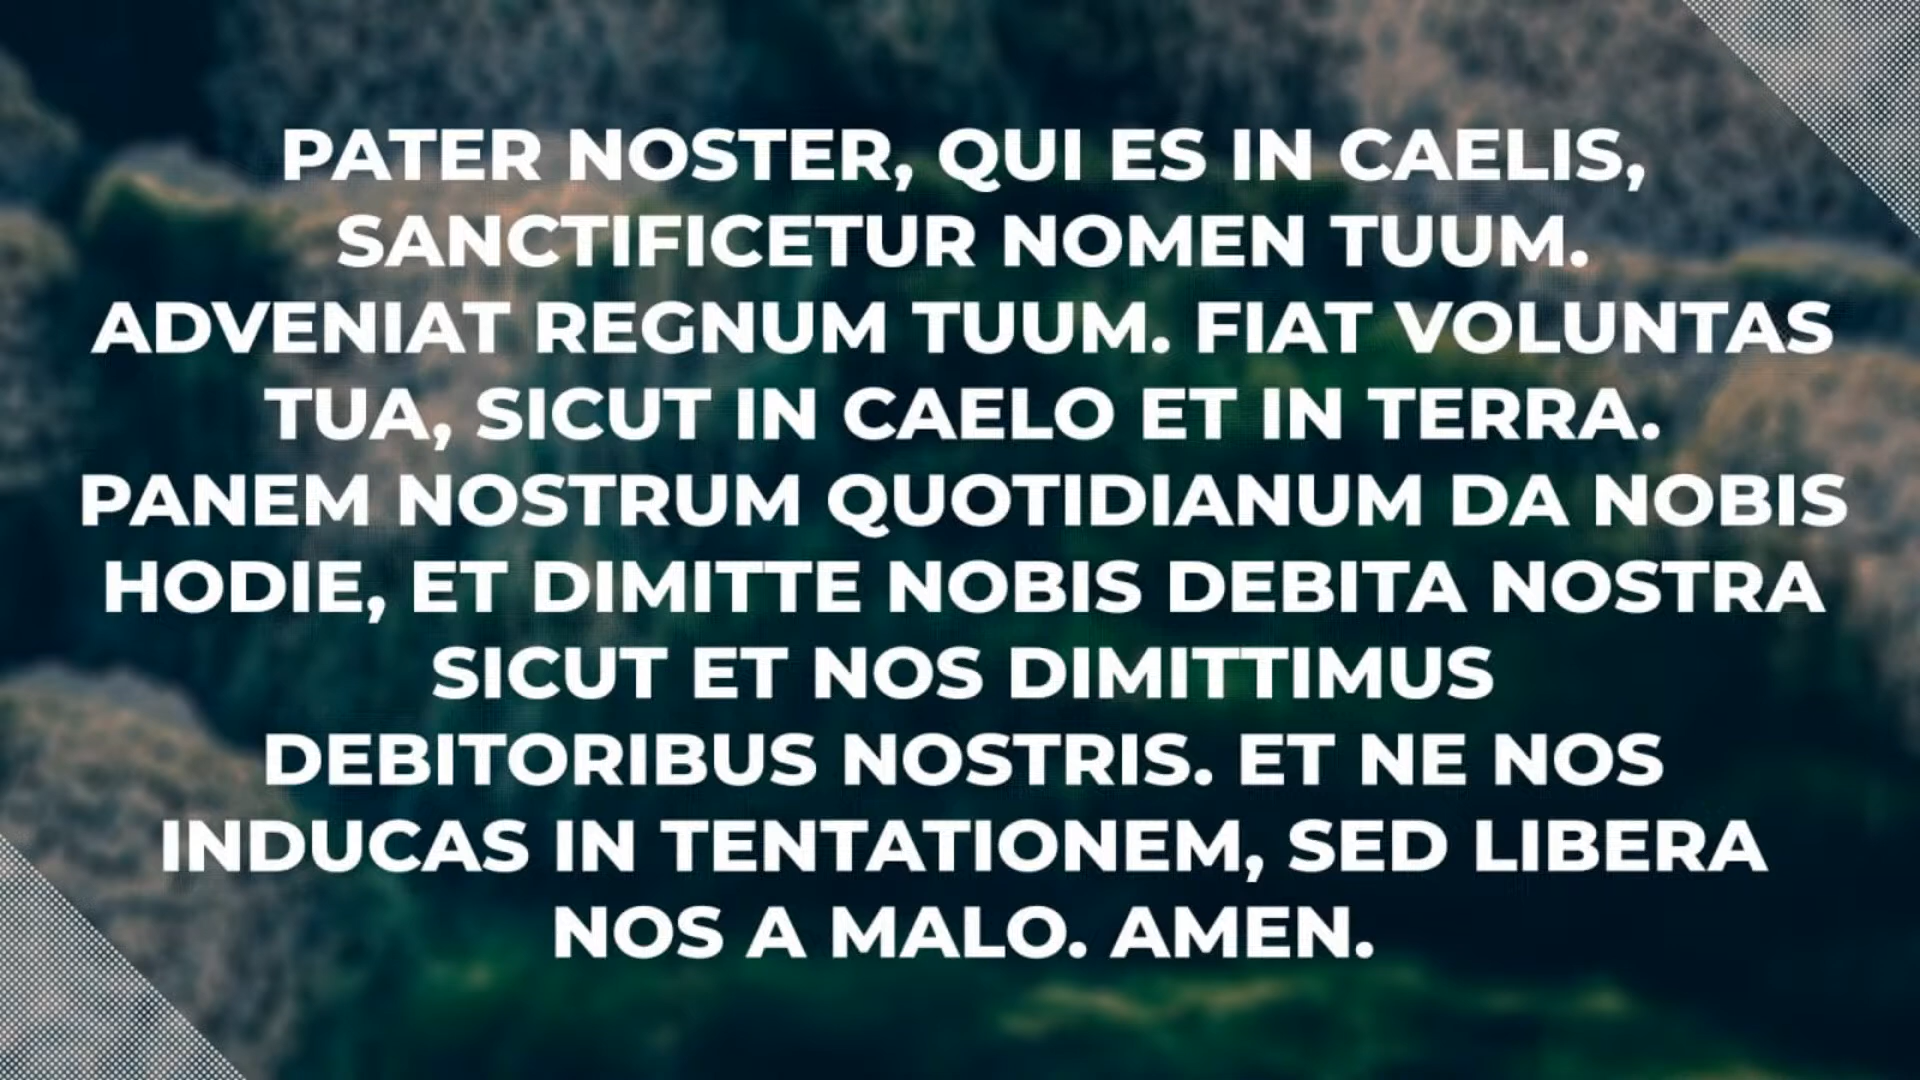 PATER NOSTER, QUI ES IN CAELIS,
SANCTIFICETUR NOMEN TUUM.
ADVENIAT REGNUM TUUM. FIAT VOLUNTAS
TUA, SICUT IN CAELO ET IN TERRA.
PANEM NOSTRUM QUOTIDIANUM DA NOBIS
HODIE, ET DIMITTE NOBIS DEBITA NOSTRA
SICUT ET NOS DIMITTIMUS
DEBITORIBUS NOSTRIS. ET NE NOS
INDUCAS IN TENTATIONEM, SED LIBERA
NOS A MALO. AMEN.